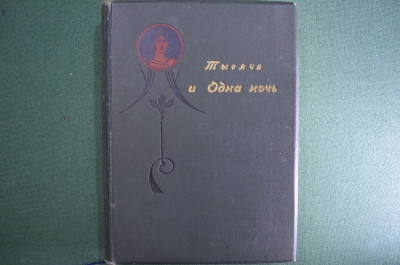 Тысяча
и Одна ночь